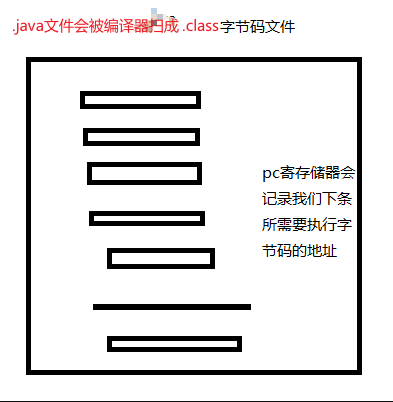 .java文件会被编译器扫成 .class字节码文件
pc寄存储器会
记录我们下条
所需要执行字
节码的地址